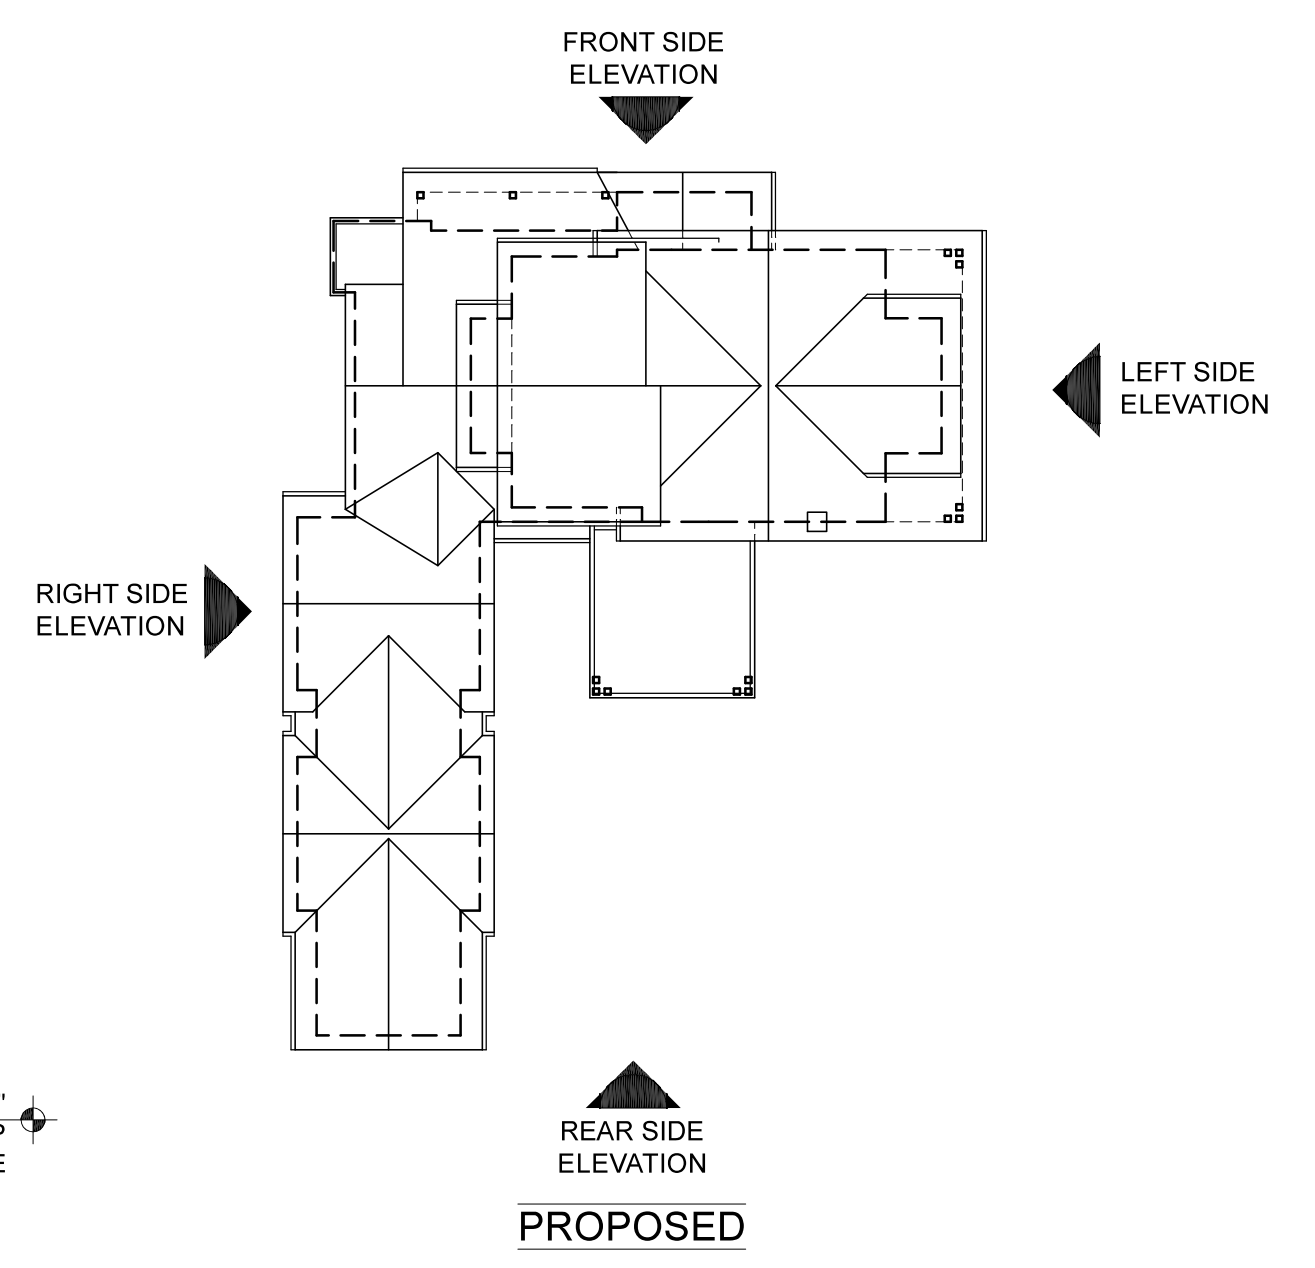 FRONT SIDE
ELEVATION
LEFT SIDE
ELEVATION
RIGHT SIDE
ELEVATION
REAR SIDE
ELEVATION
PROPOSED